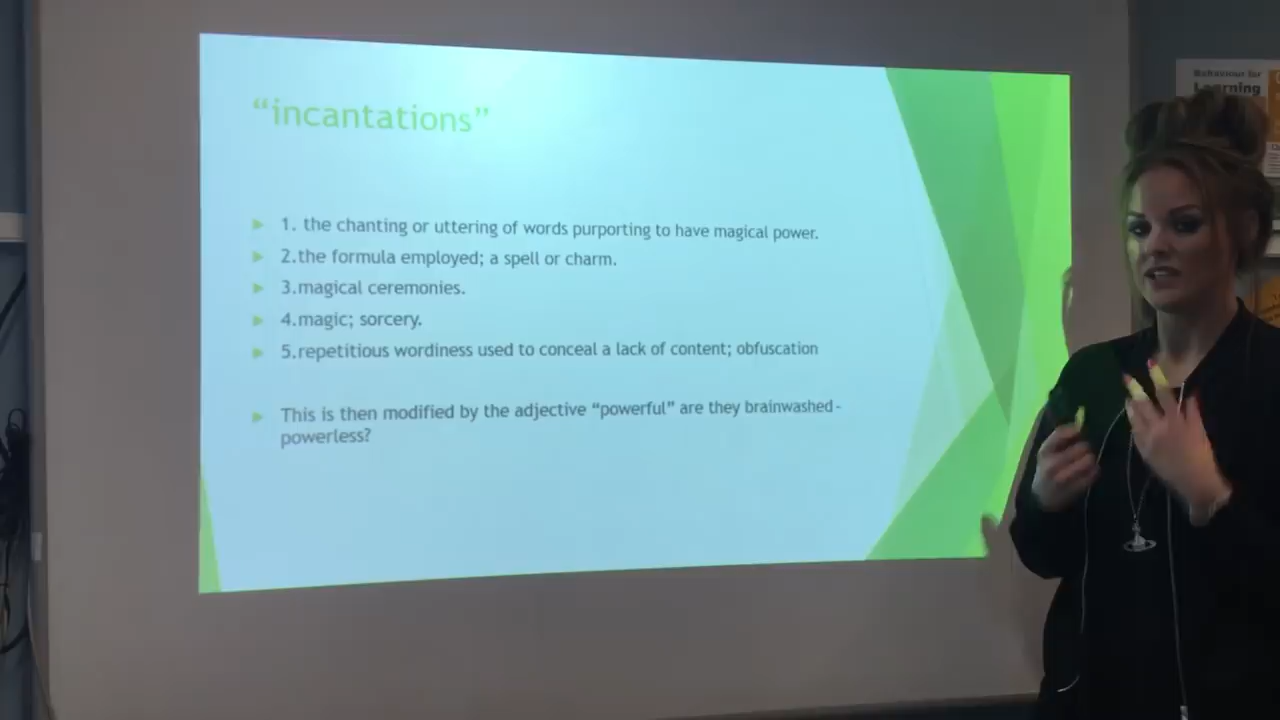 “incantations”
1. the chanting or uttering of words purporting to have magical power.
2.the formula employed; a spell or charm.
3.magical ceremonies.
4.magic; sorcery.
5.repetitious wordiness used to conceal a lack of content; obfuscation
This is then modified by the adjective “powerful” are they brainwashed-
powerless?
Behaviour for
Learning